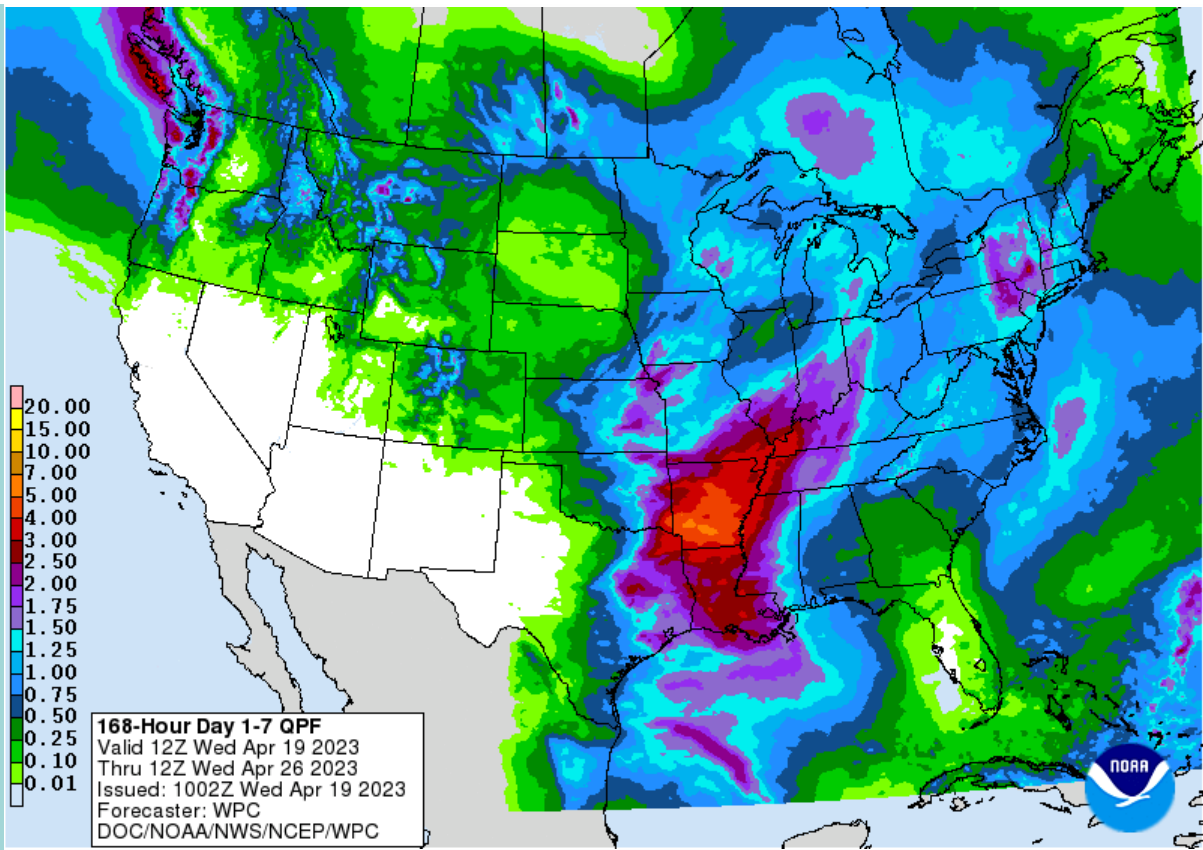 20.00
15.00
10.00
7.00
5.00
4.00
3.00
2.50
2.00
1.75
1.50
1.25
1.00
0.75
0.50
0.25
0.10
0.01
168-Hour Day 1-7 QPF
Valid 12Z Wed Apr 19 2023
Thru 12Z Wed Apr 26 2023
Issued: 1002Z Wed Apr 19 2023
Forecaster: WPC
DOC/NOAA/NWS/NCEP/WPC
NOAA